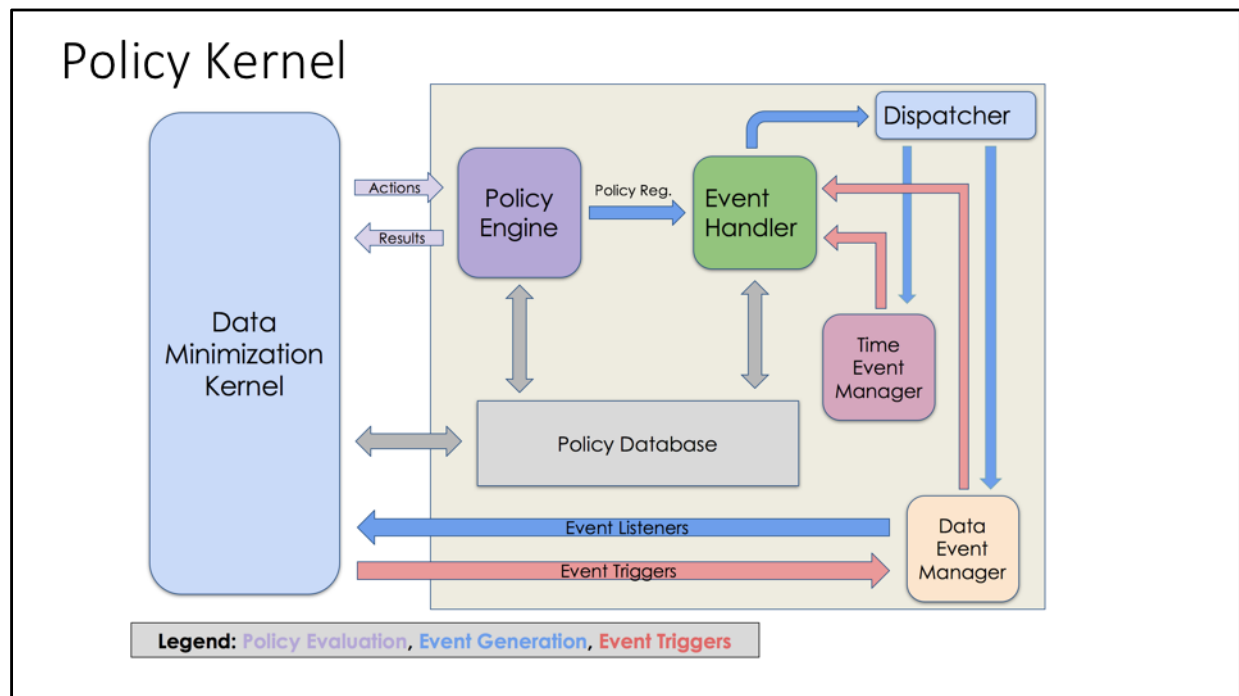 Policy Kernel
Dispatcher
Actions
Policy
Engine
Policy Reg.
Event
Handler
Results
Data
Minimization
Kernel
Time
Event
Manager
Policy Database
Event Listeners
Data
Event
Manager
Event Triggers
Legend: Policy Evaluation, Event Generation, Event Triggers